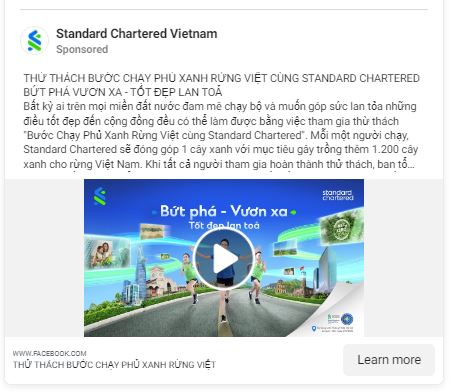 Standard Chartered Vietnam
Sponsored
THỬ THÁCH BƯỚC CHẠY PHỦ XANH RỪNG VIỆT CÙNG STANDARD CHARTERED
BỨT PHÁ VƯƠN XA - TỐT ĐẸP LAN TOẢ
Bất kỳ ai trên mọi miền đất nước đam mê chạy bộ và muốn góp sức lan tỏa những
điều tốt đẹp đến cộng đồng đều có thể làm được bằng việc tham gia thử thách
"Bước Chạy Phủ Xanh Rừng Việt cùng Standard Chartered". Mỗi một người chạy,
Standard Chartered sẽ đóng góp 1 cây xanh với mục tiêu gây trồng thêm 1.200 cây
xanh cho rừng Việt Nam. Khi tất cả người tham gia hoàn thành thử thách, ban tổ...
standard
chartered
Bứt phá - Vươn xa
Tốt đẹp lan toả
WWW.FACEBOOK.COM
THỬ THÁCH BƯỚC CHẠY PHỦ XANH RỪNG VIỆT
Learn more